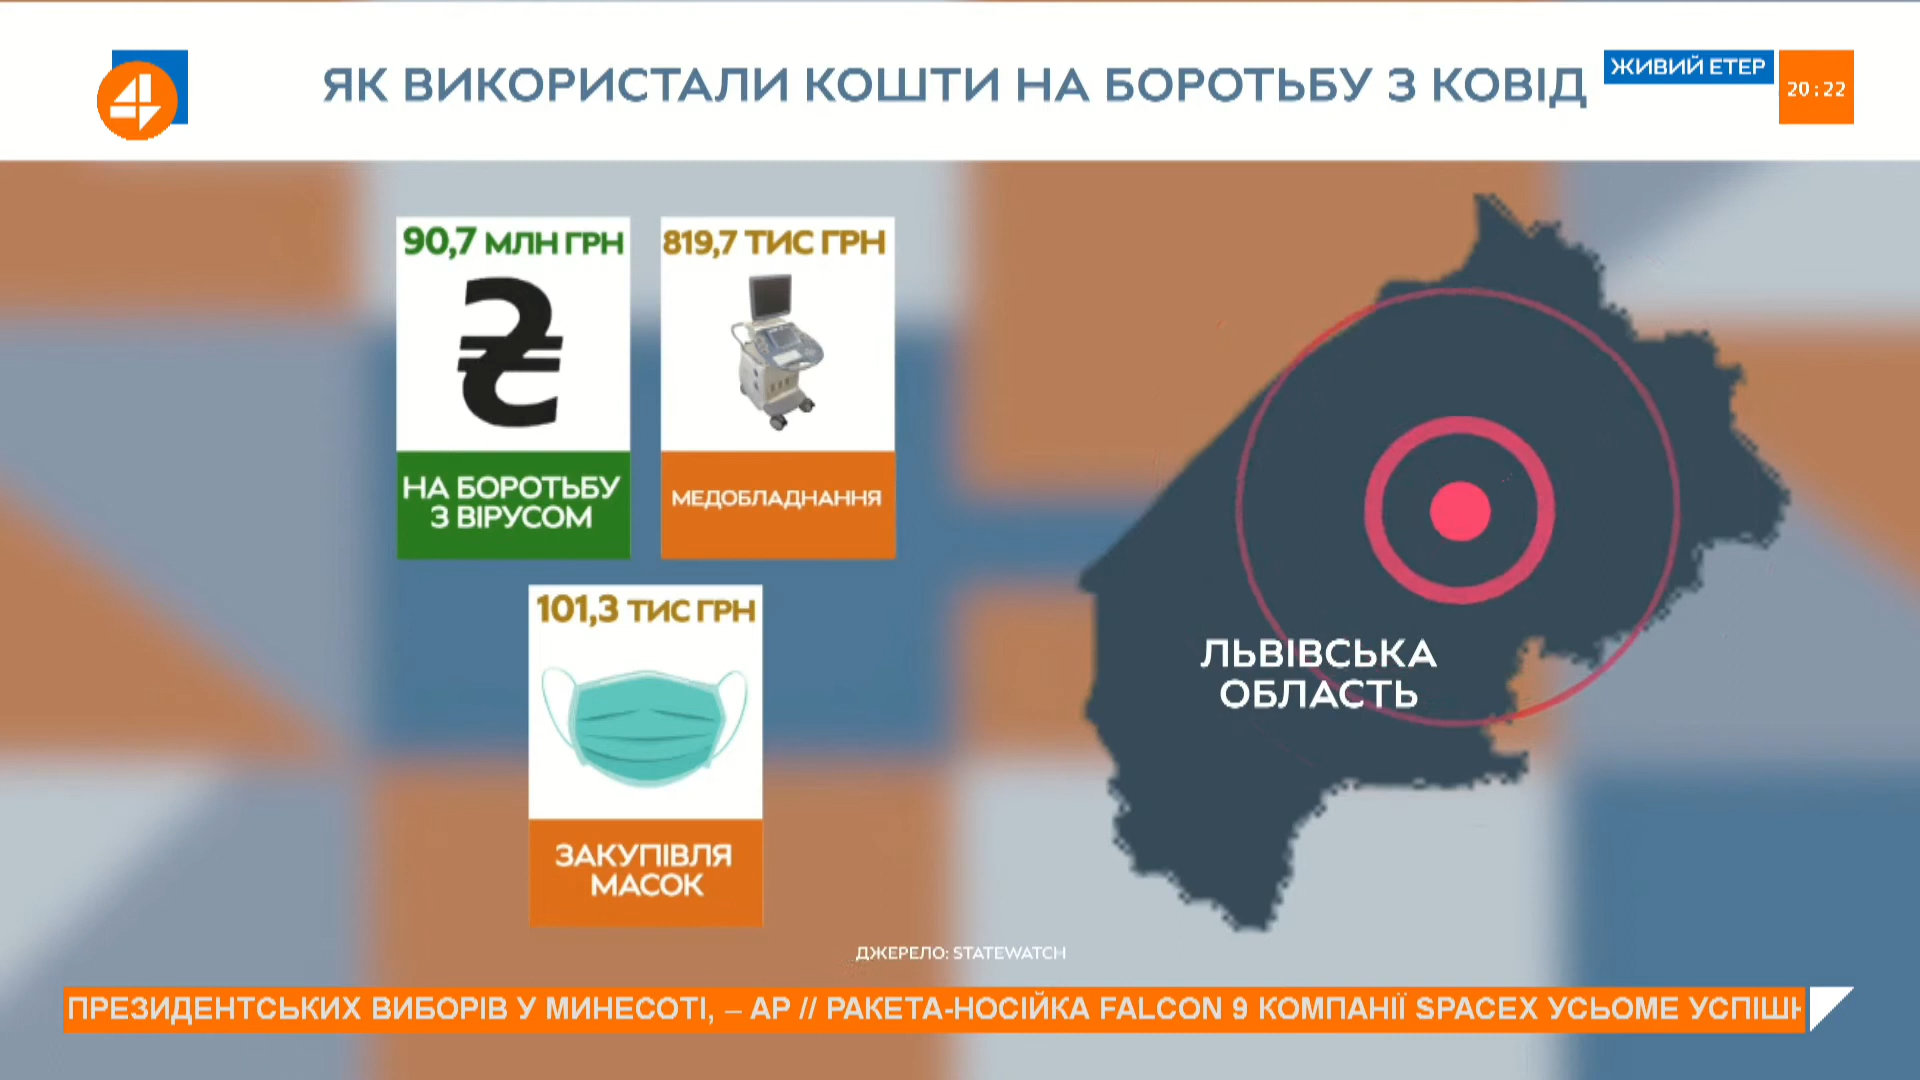 ЯК ВИКОРИСТАЛИ КОШТИ НА БОРОТЬБУ З КОВІД
ЖИВИЙ ЕТЕР
20:22
4
90,7 МЛН ГРН
₴
НА БОРОТЬБУ
З ВІРУСОМ
819,7 ТИС ГРН
МЕДОБЛАДНАННЯ
101,3 ТИС ГРН
ЗАКУПІВЛЯ
МАСОК
ЛЬВІВСЬКА
ОБЛАСТЬ
ДЖЕРЕЛО: STATEWATCH
ПРЕЗИДЕНТСЬКИХ ВИБОРІВ У МИНЕСОТІ, – AP // РАКЕТА-НОСІЙКА FALCON 9 КОМПАНІЇ SPACEX УСЬОМЕ